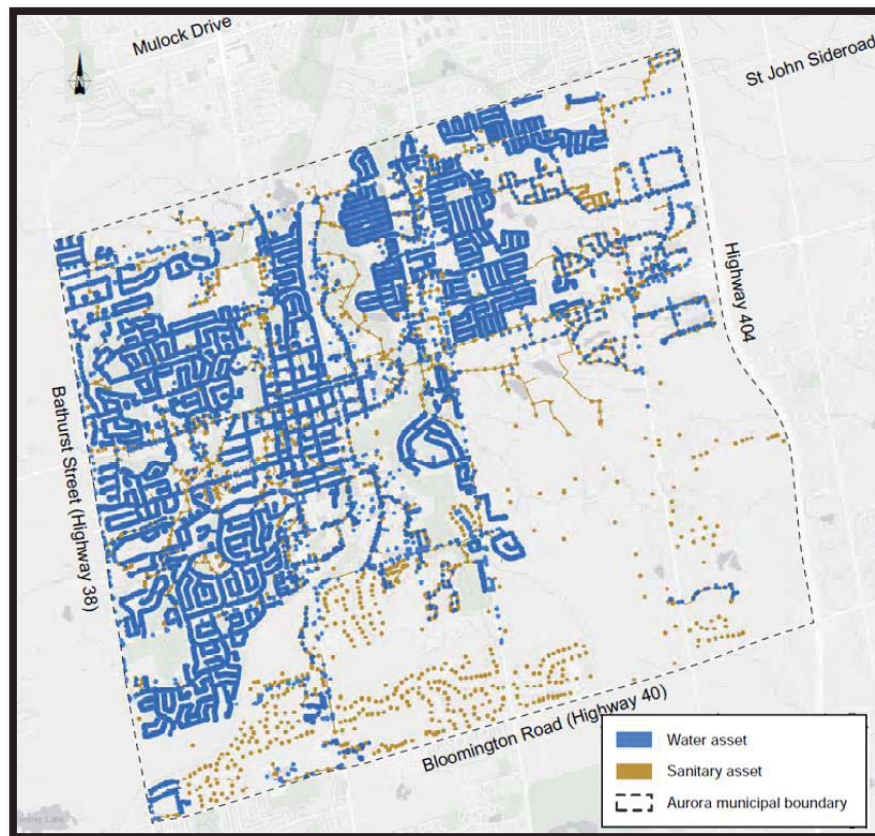 Mulock Drive
St John Sideroad
Highway 404
Bathurst Street (Highway 38)
Bloomington Road (Highway 40)
Water asset
Sanitary asset
Aurora municipal boundary